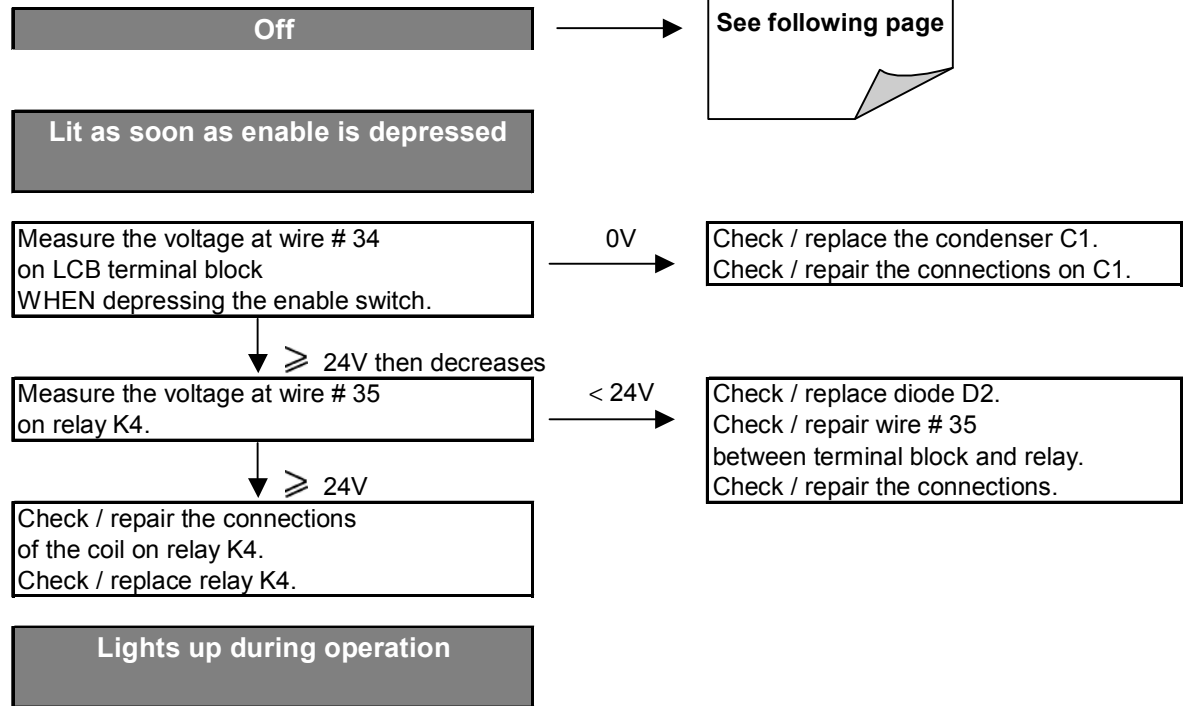 Off
See following page
Lit as soon as enable is depressed
Measure the voltage at wire # 34
on LCB terminal block
WHEN depressing the enable switch.
0V
Check / replace the condenser C1.
Check / repair the connections on C1.
⩾ 24V then decreases
Measure the voltage at wire # 35
on relay K4.
< 24V
Check / replace diode D2.
Check / repair wire # 35
between terminal block and relay.
Check / repair the connections.
⩾ 24V
Check / repair the connections
of the coil on relay K4.
Check / replace relay K4.
Lights up during operation